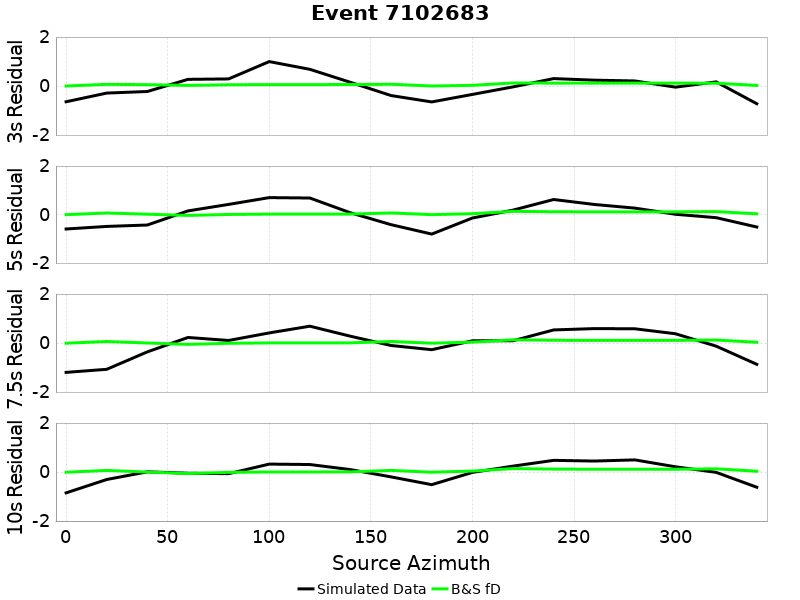 Event 7102683
3s Residual
2
0
-2
5s Residual
2
0
-2
7.5s Residual
2
0
-2
10s Residual
2
0
-2
0 50 100 150 200 250 300
Source Azimuth
Simulated Data B&S fD